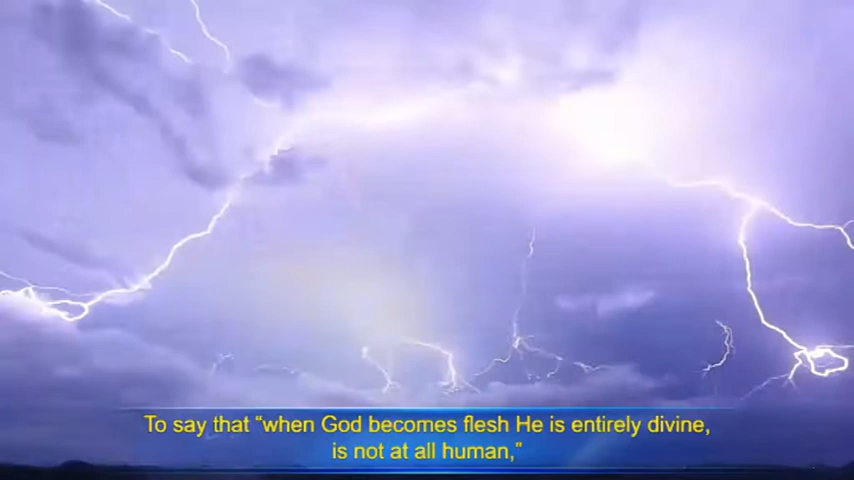 To say that “when God becomes flesh He is entirely divine,
is not at all human,”